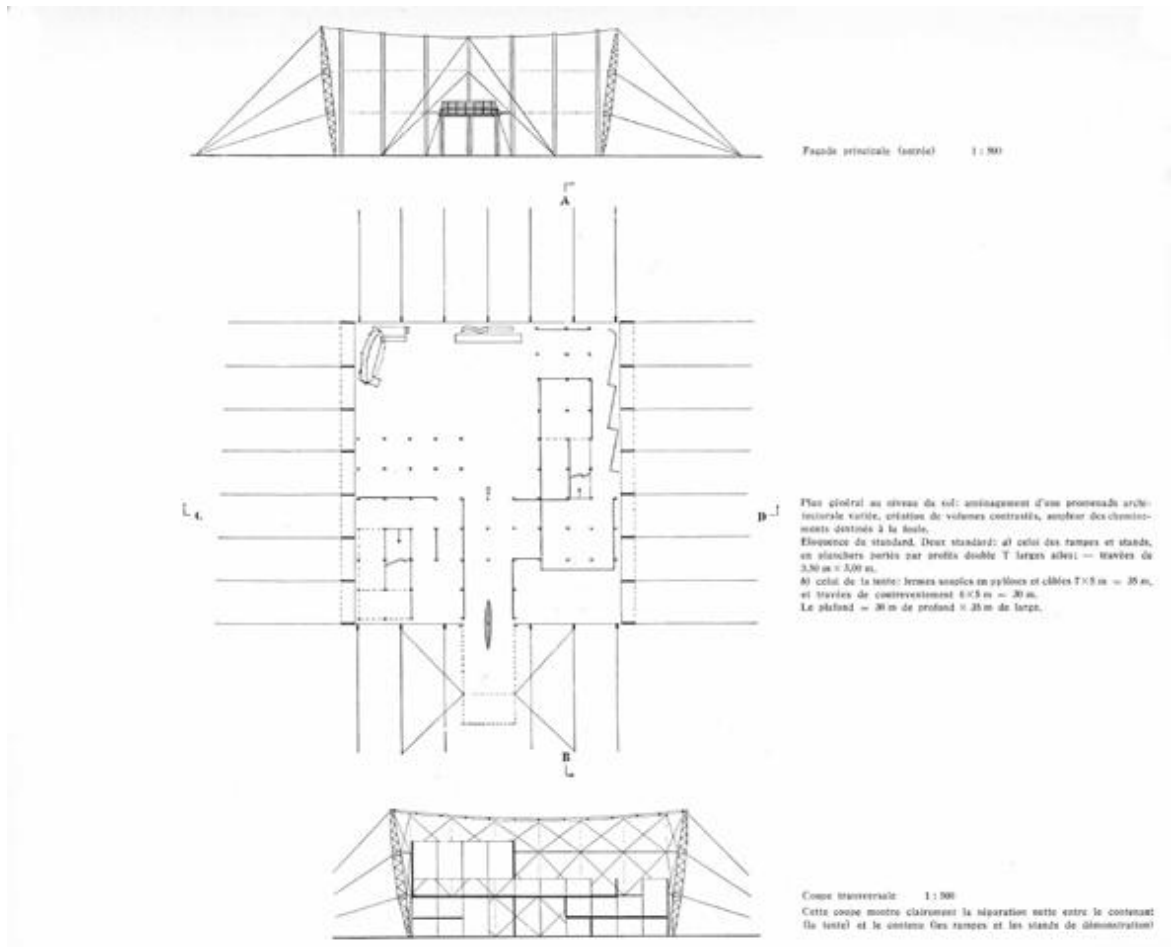 Façade principale (entrée) 1 : 500
A
C
D
Plan général au niveau du sol: aménagement d'une promenade archi-
tecturale variée, création de volumes contrastés, ampleur des chemine-
ments destinés à la foule.
Eloquence du standard. Deux standard: a) celui des rampes et stands,
en planchers portés par profils double T larges ailes; — travées de
b) celui de la tente: fermes souples en pylônes et câbles 7×5 m = 35 m,
et travées de contreventement 6×5 m = 30 m.
Le plafond = 30 m de profond × 35 m de large.
B
Coupe transversale 1 : 500
Cette coupe montre clairement la séparation nette entre le contenant
(la tente) et le contenu (les rampes et les stands de démonstration)